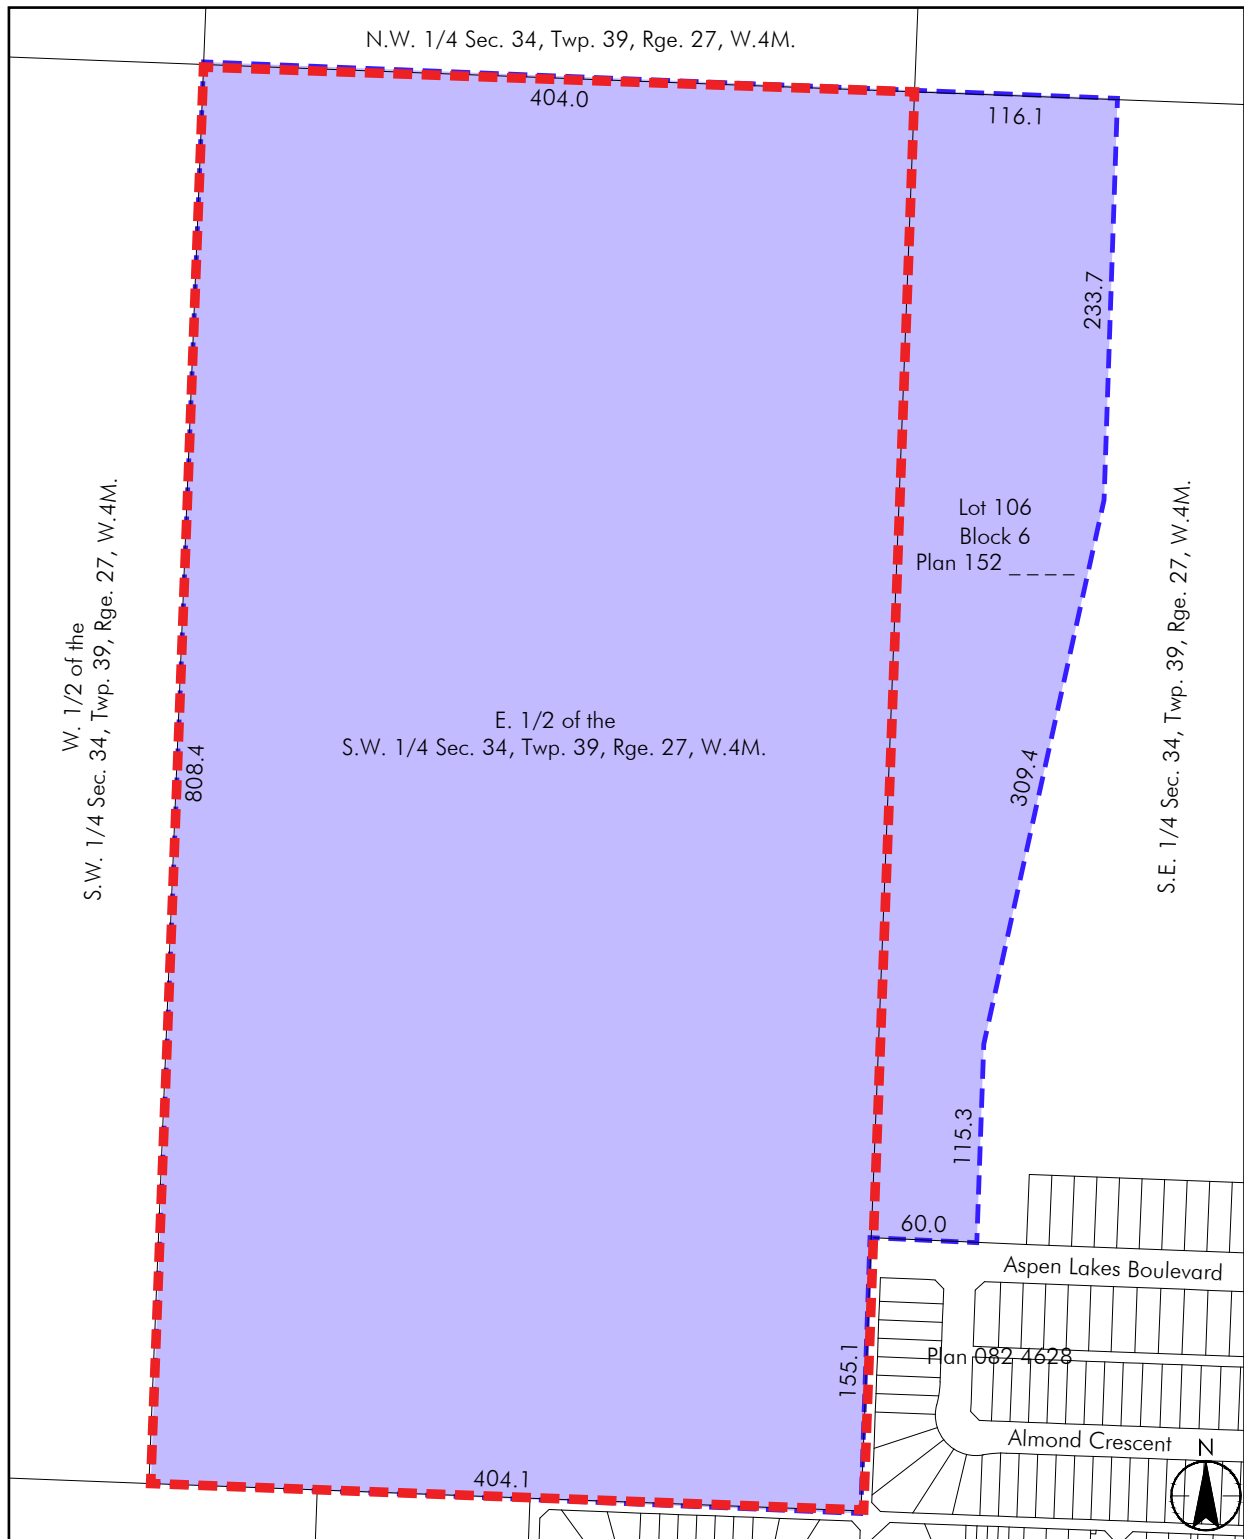 N.W. 1/4 Sec. 34, Twp. 39, Rge. 27, W.4M.
404.0
116.1
233.7
Lot 106
Block 6
Plan 152 _ _ _ _
W. 1/2 of the
S.W. 1/4 Sec. 34, Twp. 39, Rge. 27, W.4M.
808.4
E. 1/2 of the
S.W. 1/4 Sec. 34, Twp. 39, Rge. 27, W.4M.
309.4
S.E. 1/4 Sec. 34, Twp. 39, Rge. 27, W.4M.
115.3
60.0
Aspen Lakes Boulevard
155.1
Plan 082 4628
Almond Crescent
N
404.1